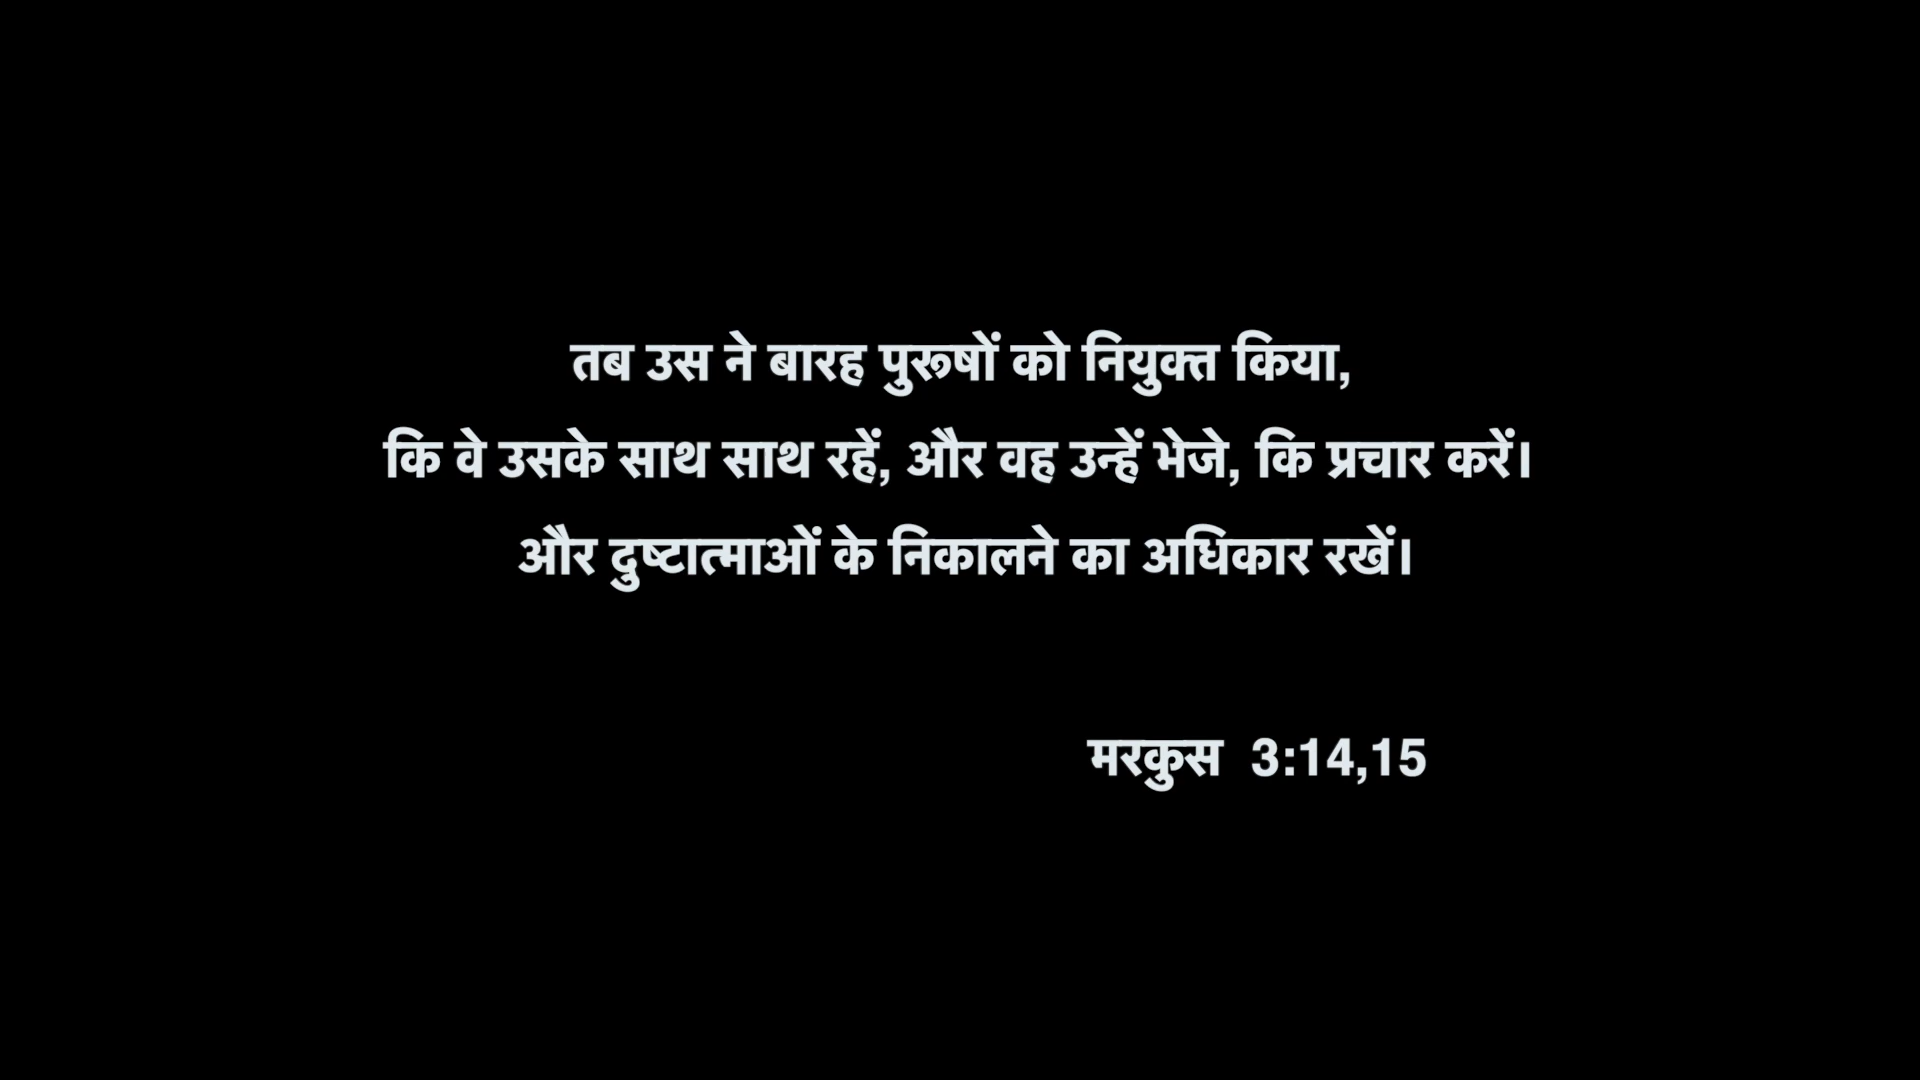 तब उस ने बारह पुरूषों को नियुक्त किया,
कि वे उसके साथ साथ रहें, और वह उन्हें भेजे, कि प्रचार करें।
और दुष्टात्माओं के निकालने का अधिकार रखें।
मरकुस 3:14,15